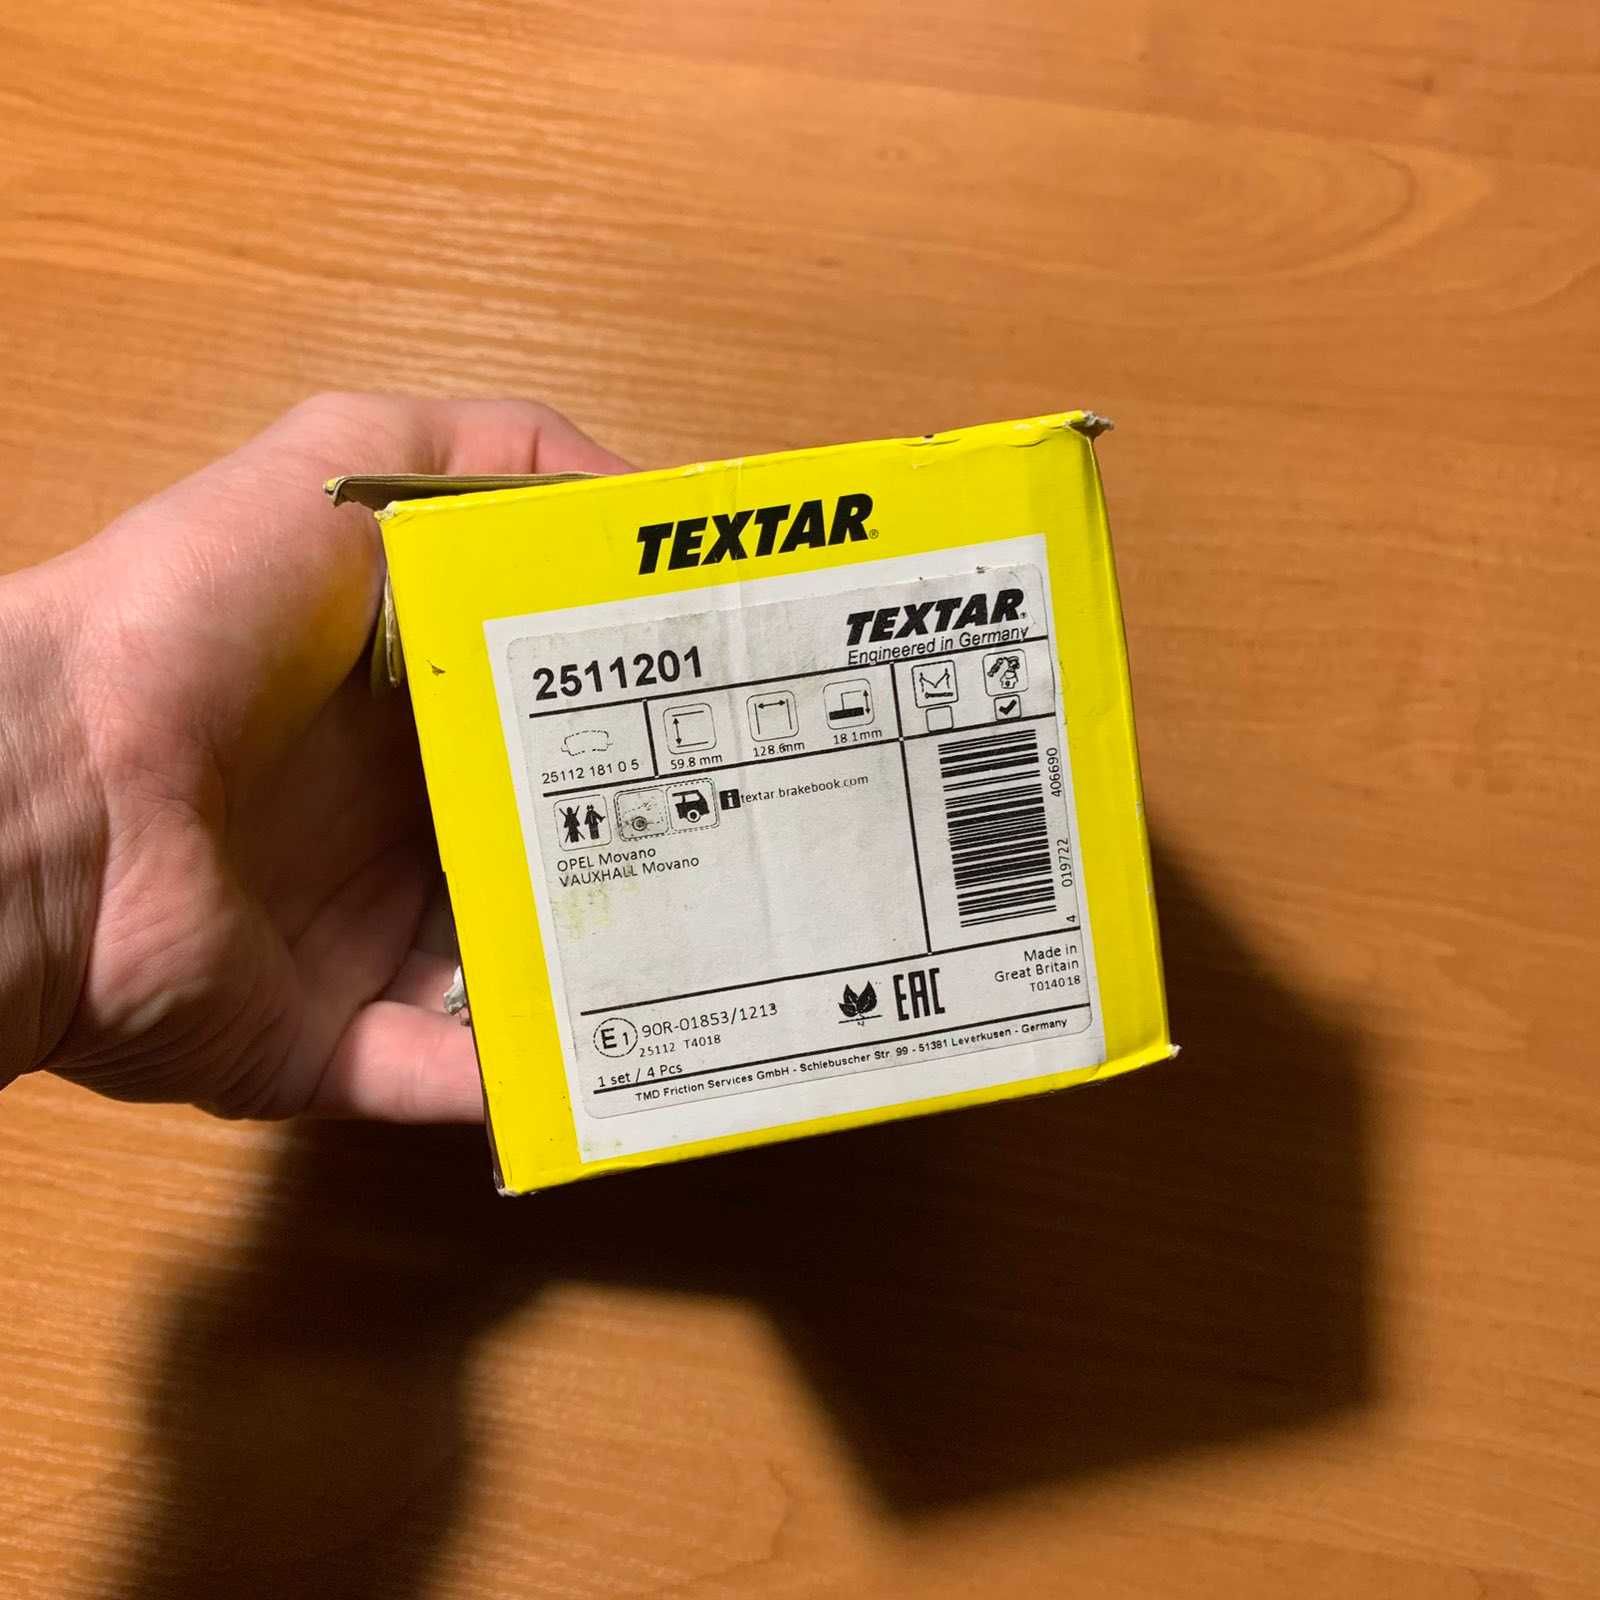 TEXTAR®
TEXTAR®
Engineered in Germany
2511201
25112 181 0 5
59.8 mm
128.6mm
18.1mm
i textar.brakebook.com
OPEL Movano
VAUXHALL Movano
4 019722 406690
Made in
Great Britain
T014018
E1 90R-01853/1213
25112 T4018
EAC
1 set / 4 Pcs
TMD Friction Services GmbH - Schlebuscher Str. 99 - 51381 Leverkusen - Germany